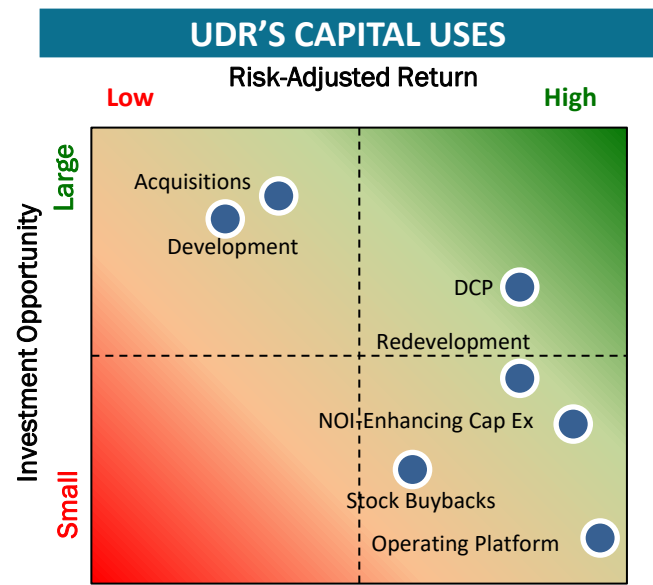 UDR'S CAPITAL USES
Risk-Adjusted Return
Low
High
Large
Investment Opportunity
Small
Acquisitions
Development
DCP
Redevelopment
NOI-Enhancing Cap Ex
Stock Buybacks
Operating Platform